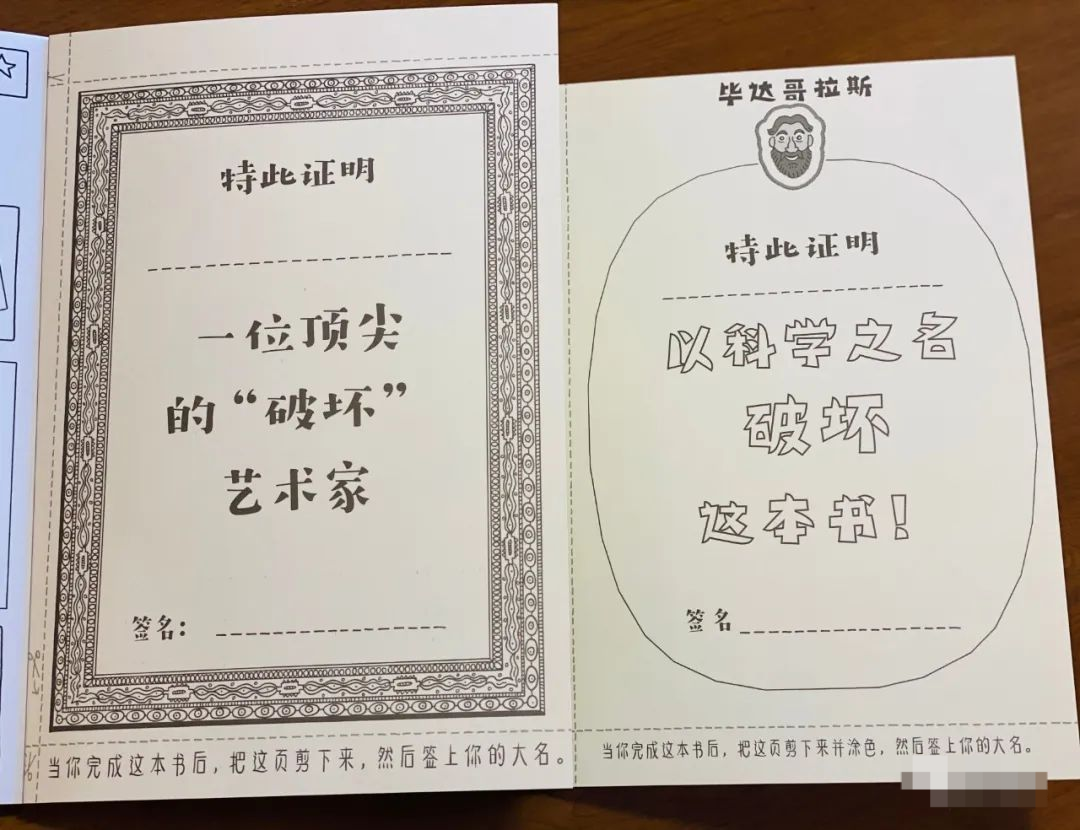 特此证明
一位顶尖
的“破坏”
艺术家
签名：
当你完成这本书后，把这页剪下来，然后签上你的大名。
毕达哥拉斯
特此证明
以科学之名
破坏
这本书！
签名
当你完成这本书后，把这页剪下来并涂色，然后签上你的大名。